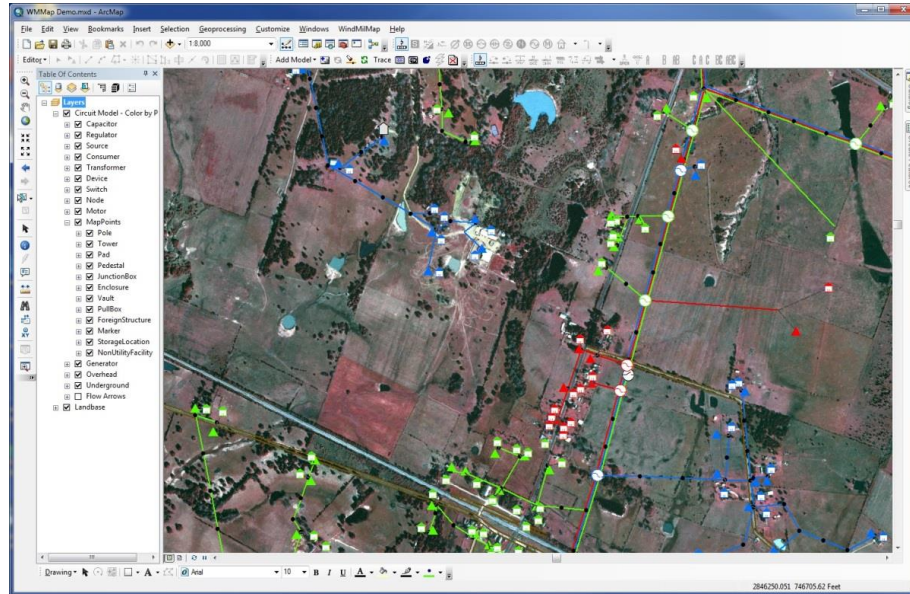 WMMap Demo.mxd - ArcMap
File Edit View Bookmarks Insert Selection Geoprocessing Customize Windows WindMilMap Help
1:8,000
Editor Add Model Trace
Table Of Contents
Layers
Circuit Model - Color by P
Capacitor
Regulator
Source
Consumer
Transformer
Device
Switch
Node
Motor
MapPoints
Pole
Tower
Pad
Pedestal
JunctionBox
Enclosure
Vault
PullBox
ForeignStructure
Marker
StorageLocation
NonUtilityFacility
Generator
Overhead
Underground
Flow Arrows
Landbase
Drawing A Arial 10 B I U A
2846250.051 746705.62 Feet